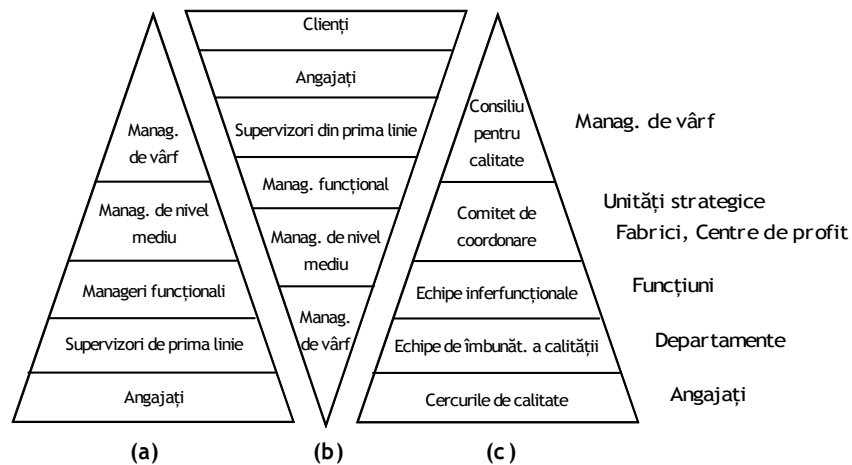 Manag.
de vârf
Manag. de nivel
mediu
Manageri funcționali
Supervizori de prima linie
Angajați
(a)
Clienți
Angajați
Supervizori din prima linie
Manag. funcțional
Manag. de nivel
mediu
Manag.
de vârf
(b)
Consiliu
pentru
calitate
Comitet de
coordonare
Echipe inferfuncționale
Echipe de îmbunăt. a calității
Cercurile de calitate
(c)
Manag. de vârf
Unități strategice
Fabrici, Centre de profit
Funcțiuni
Departamente
Angajați